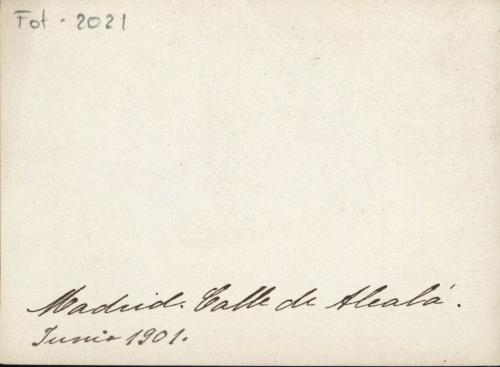 Fot - 2021
Madrid. Calle de Alcalá.
Junio 1901.